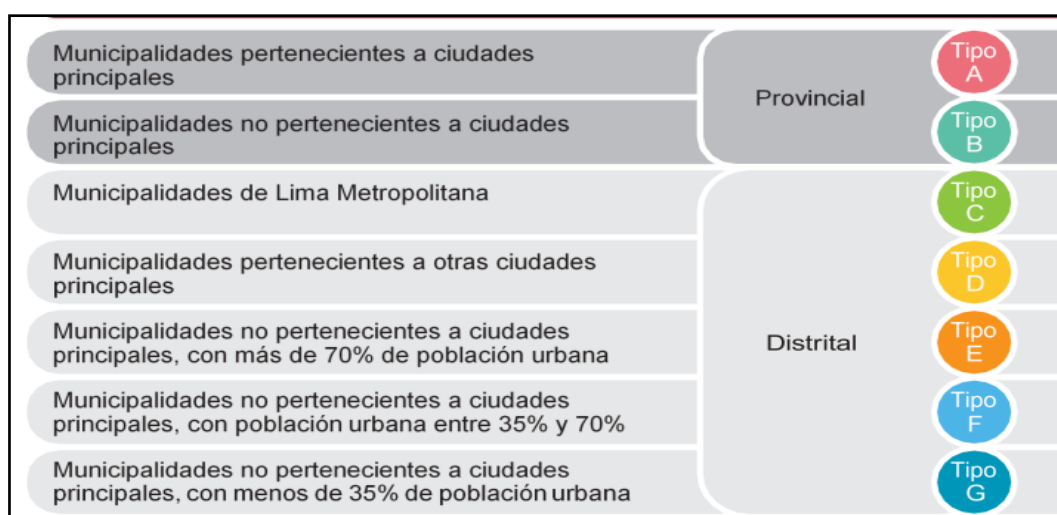 Municipalidades pertenecientes a ciudades
principales
Provincial
Tipo
A
Municipalidades no pertenecientes a ciudades
principales
Tipo
B
Municipalidades de Lima Metropolitana
Tipo
C
Municipalidades pertenecientes a otras ciudades
principales
Tipo
D
Municipalidades no pertenecientes a ciudades
principales, con más de 70% de población urbana
Distrital
Tipo
E
Municipalidades no pertenecientes a ciudades
principales, con población urbana entre 35% y 70%
Tipo
F
Municipalidades no pertenecientes a ciudades
principales, con menos de 35% de población urbana
Tipo
G